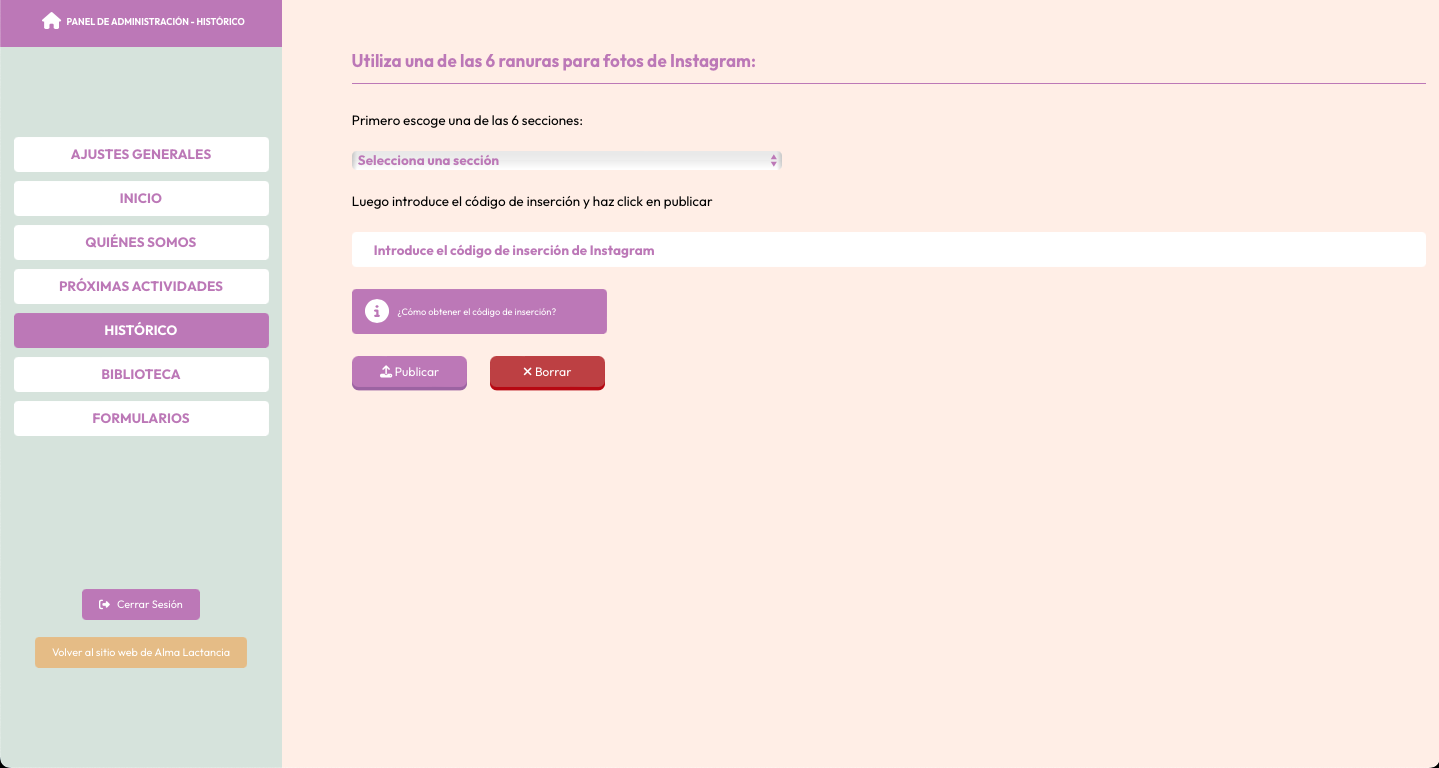 PANEL DE ADMINISTRACIÓN - HISTÓRICO
AJUSTES GENERALES
INICIO
QUIÉNES SOMOS
PRÓXIMAS ACTIVIDADES
HISTÓRICO
BIBLIOTECA
FORMULARIOS
Cerrar Sesión
Volver al sitio web de Alma Lactancia
Utiliza una de las 6 ranuras para fotos de Instagram:
Primero escoge una de las 6 secciones:
Selecciona una sección
Luego introduce el código de inserción y haz click en publicar
Introduce el código de inserción de Instagram
¿Cómo obtener el código de inserción?
Publicar
Borrar